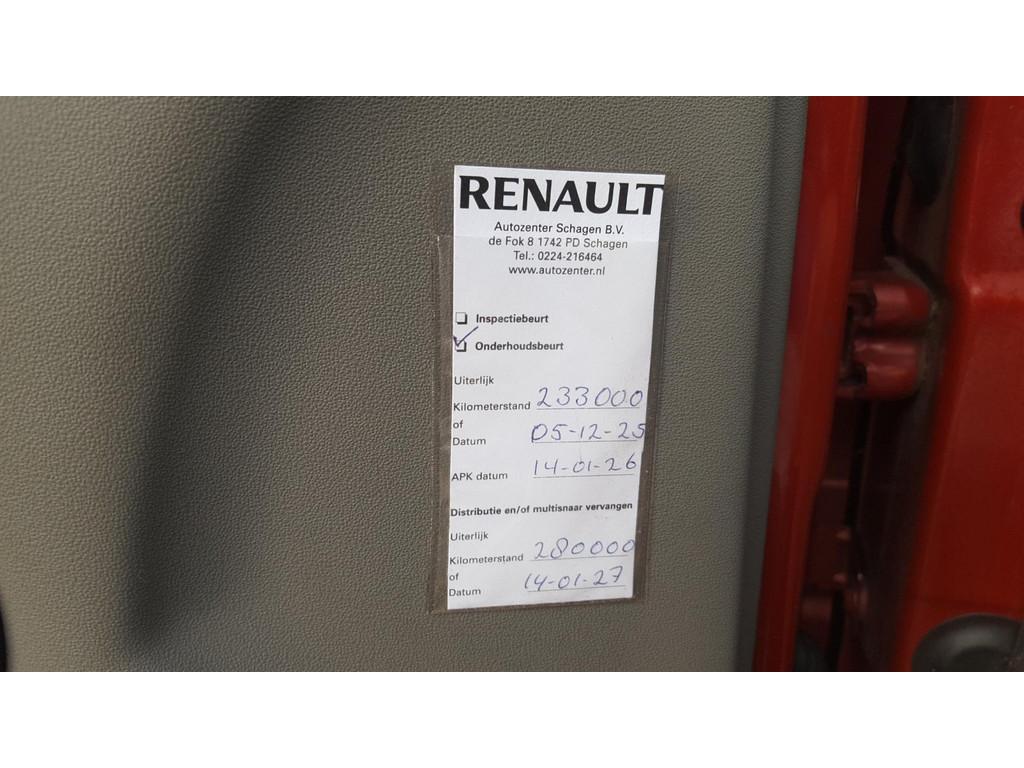 RENAULT
Autozenter Schagen B.V.
de Fok 8 1742 PD Schagen
Tel.: 0224-216464
www.autozenter.nl
Inspectiebeurt
Onderhoudsbeurt
Uiterlijk
Kilometerstand 233000
of
Datum 05-12-25
APK datum 14-01-26
Distributie en/of multisnaar vervangen
Uiterlijk
Kilometerstand 280000
of
Datum 14-01-27